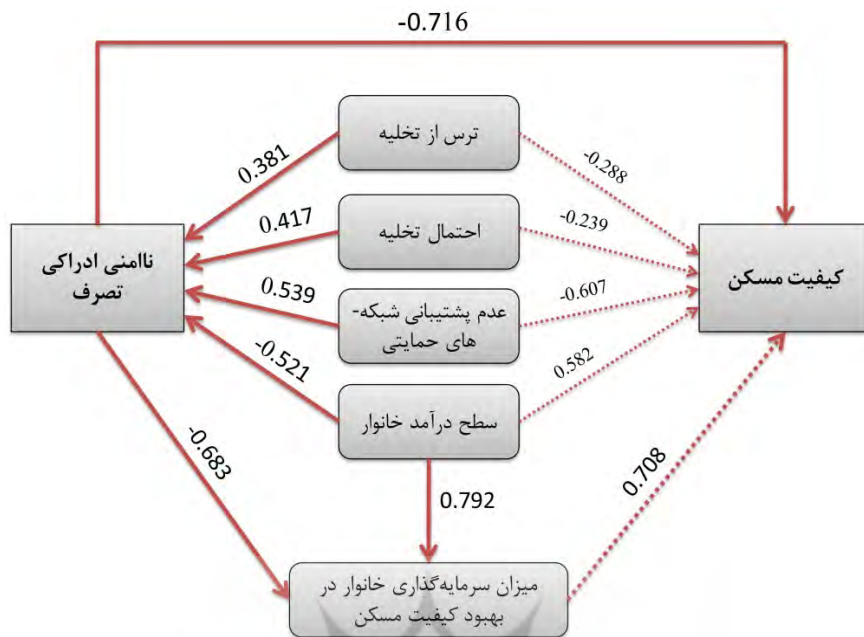 -0.716
ترس از تخلیه
0.381
-0.288
احتمال تخلیه
0.417
-0.239
ناامنی ادراکی
تصرف
کیفیت مسکن
0.539
عدم پشتیبانی شبکه-
های حمایتی
-0.607
-0.521
سطح درآمد خانوار
0.582
-0.683
0.792
0.708
میزان سرمایه‌گذاری خانوار در
بهبود کیفیت مسکن